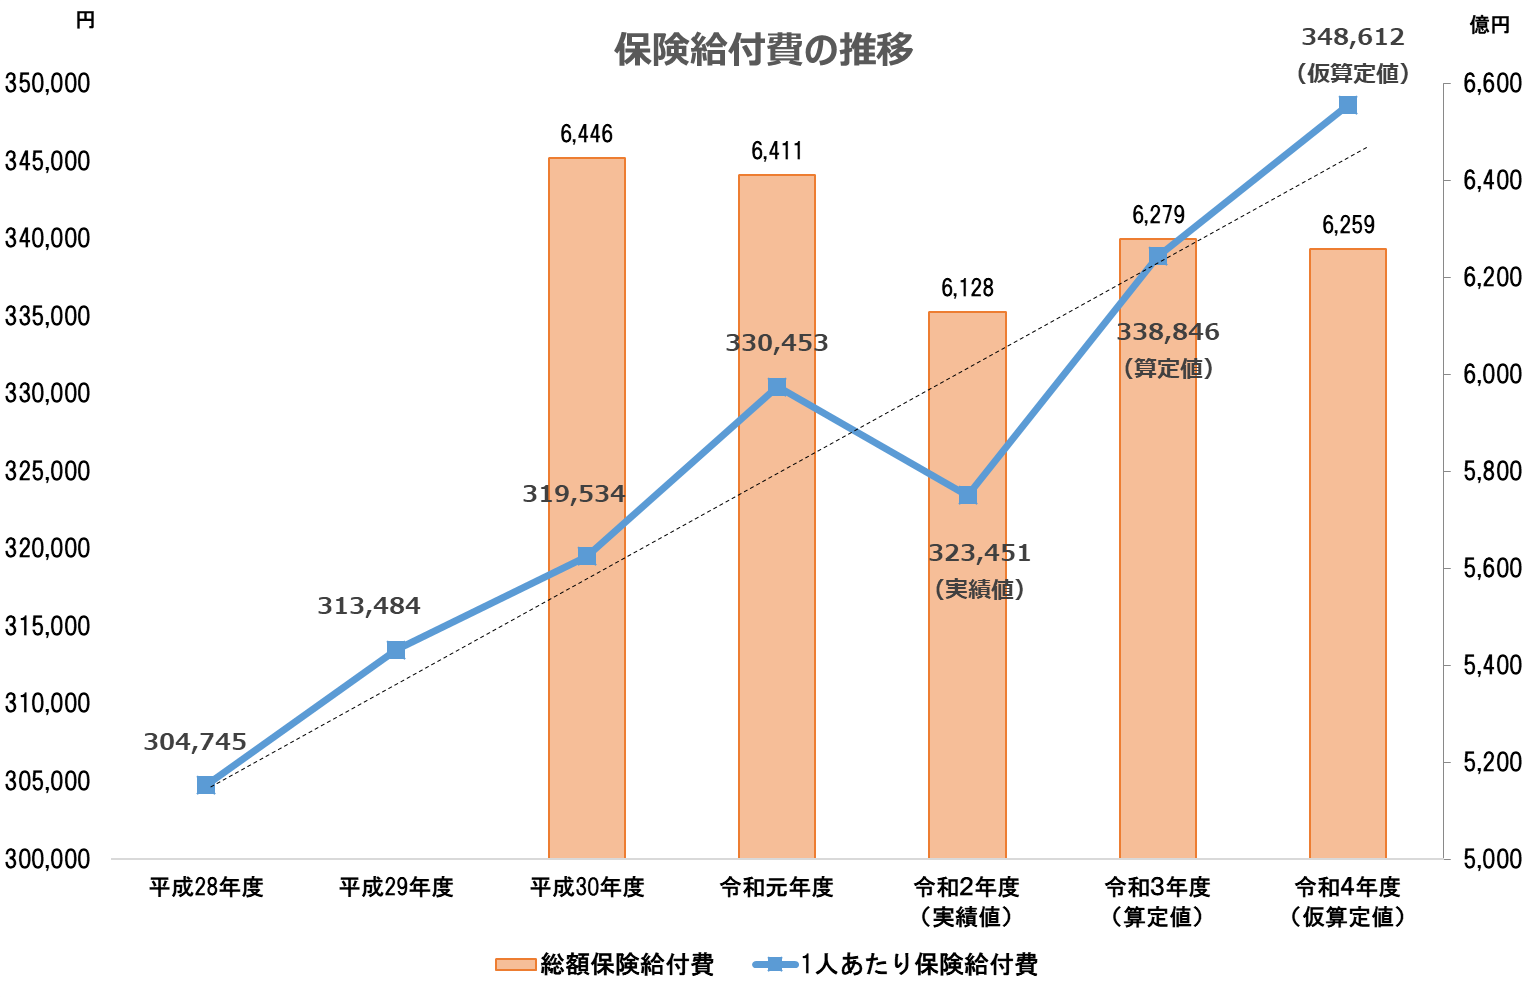 円
保険給付費の推移
億円
350,000
345,000
340,000
335,000
330,000
325,000
320,000
315,000
310,000
305,000
300,000
6,600
6,400
6,200
6,000
5,800
5,600
5,400
5,200
5,000
6,446
6,411
6,128
6,279
6,259
304,745
313,484
319,534
330,453
323,451
（実績値）
338,846
（算定値）
348,612
（仮算定値）
平成28年度
平成29年度
平成30年度
令和元年度
令和2年度
（実績値）
令和3年度
（算定値）
令和4年度
（仮算定値）
総額保険給付費
1人あたり保険給付費